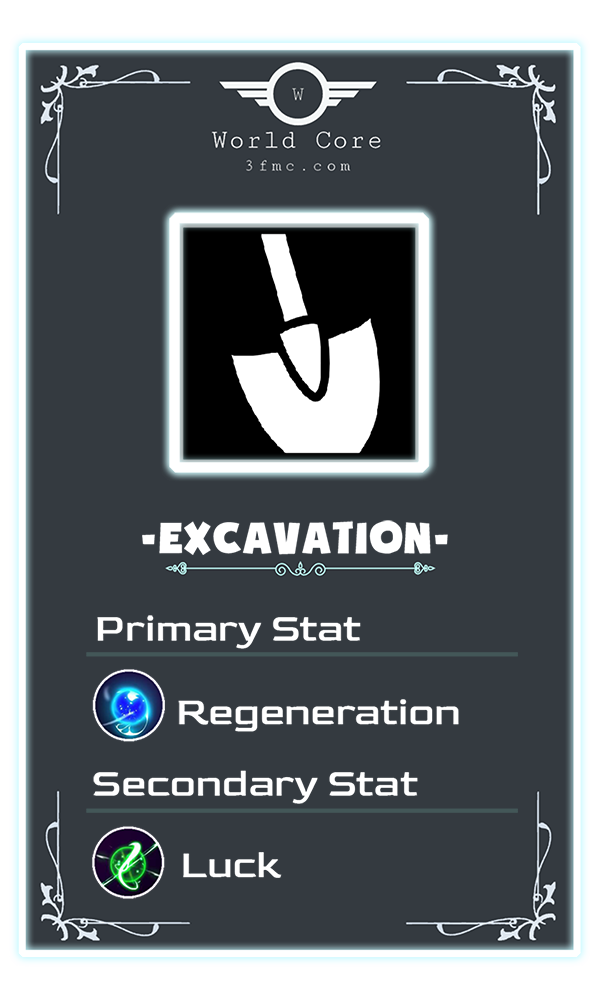 W
World Core
3fmc.com
-EXCAVATION-
Primary Stat
Regeneration
Secondary Stat
Luck